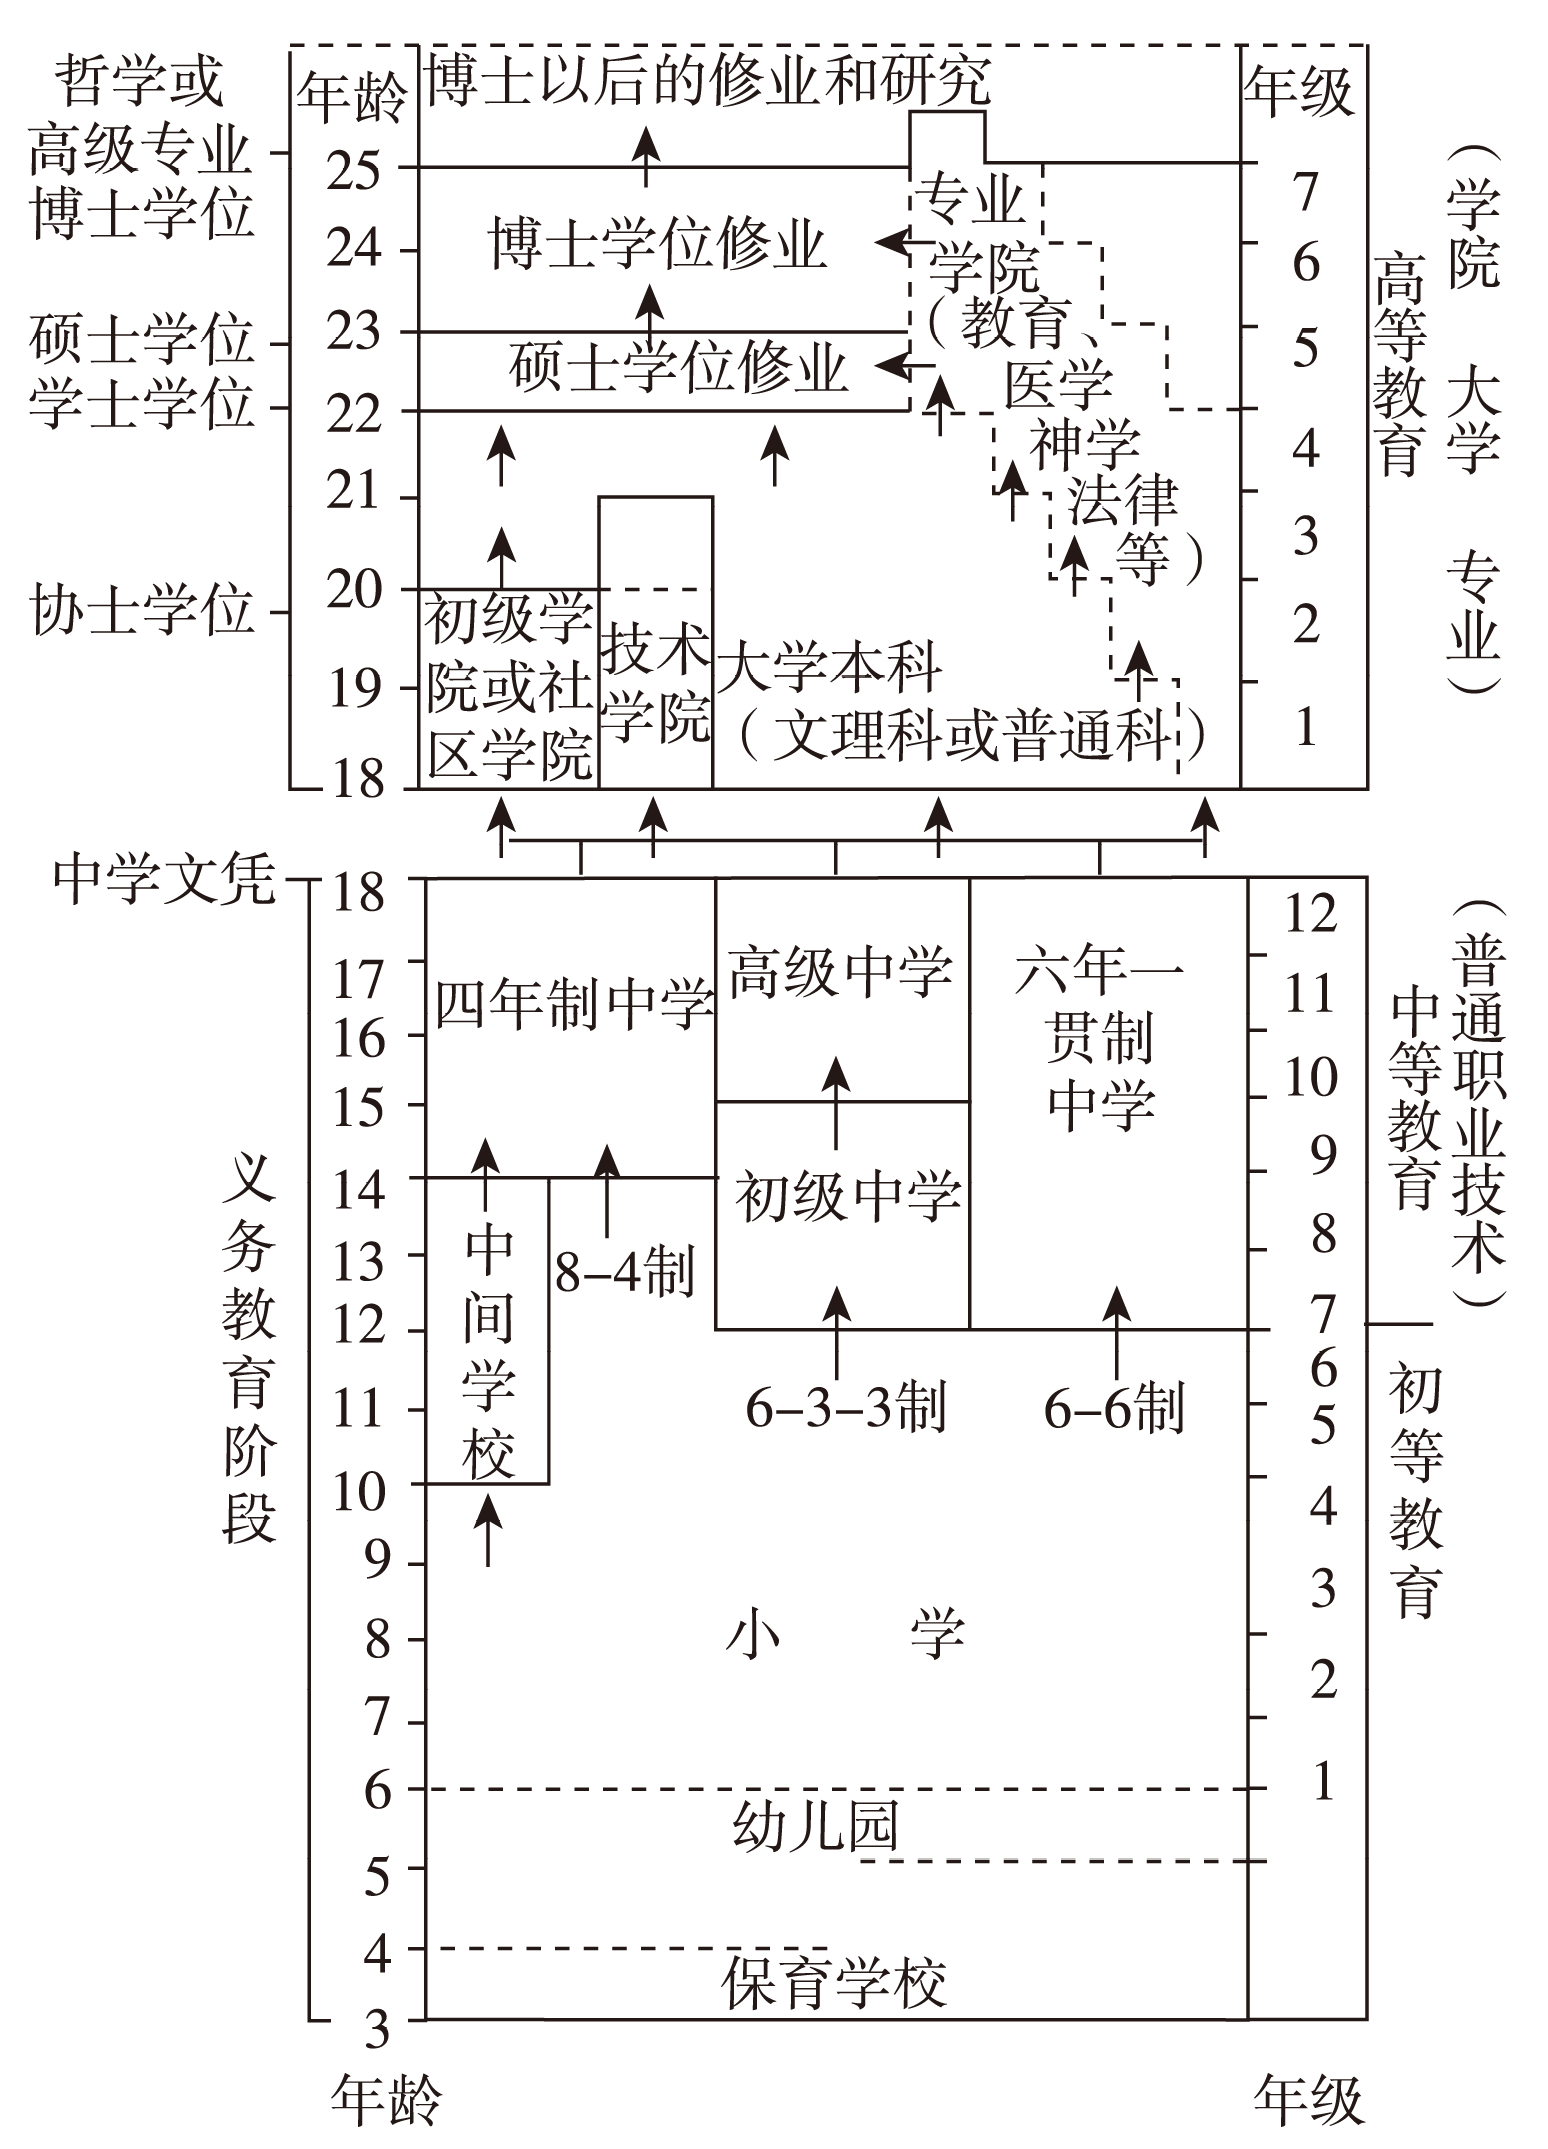 哲学或
高级专业
博士学位
硕士学位
学士学位
协士学位
年龄
25
24
23
22
21
20
19
18
博士以后的修业和研究
博士学位修业
硕士学位修业
专业
学院
（教育、
医学
神学
法律
等）
初级学
院或社
区学院
技术
学院
大学本科
（文理科或普通科）
年级
7
6
5
4
3
2
1
高等教育
（学院 大学 专业）
中学文凭
义务教育阶段
18
17
16
15
14
13
12
11
10
9
8
7
6
5
4
3
年龄
四年制中学
高级中学
六年一
贯制
中学
初级中学
中间学校
8-4制
6-3-3制
6-6制
小 学
幼儿园
保育学校
12
11
10
9
8
7
6
5
4
3
2
1
年级
中等教育
（普通职业技术）
初等教育